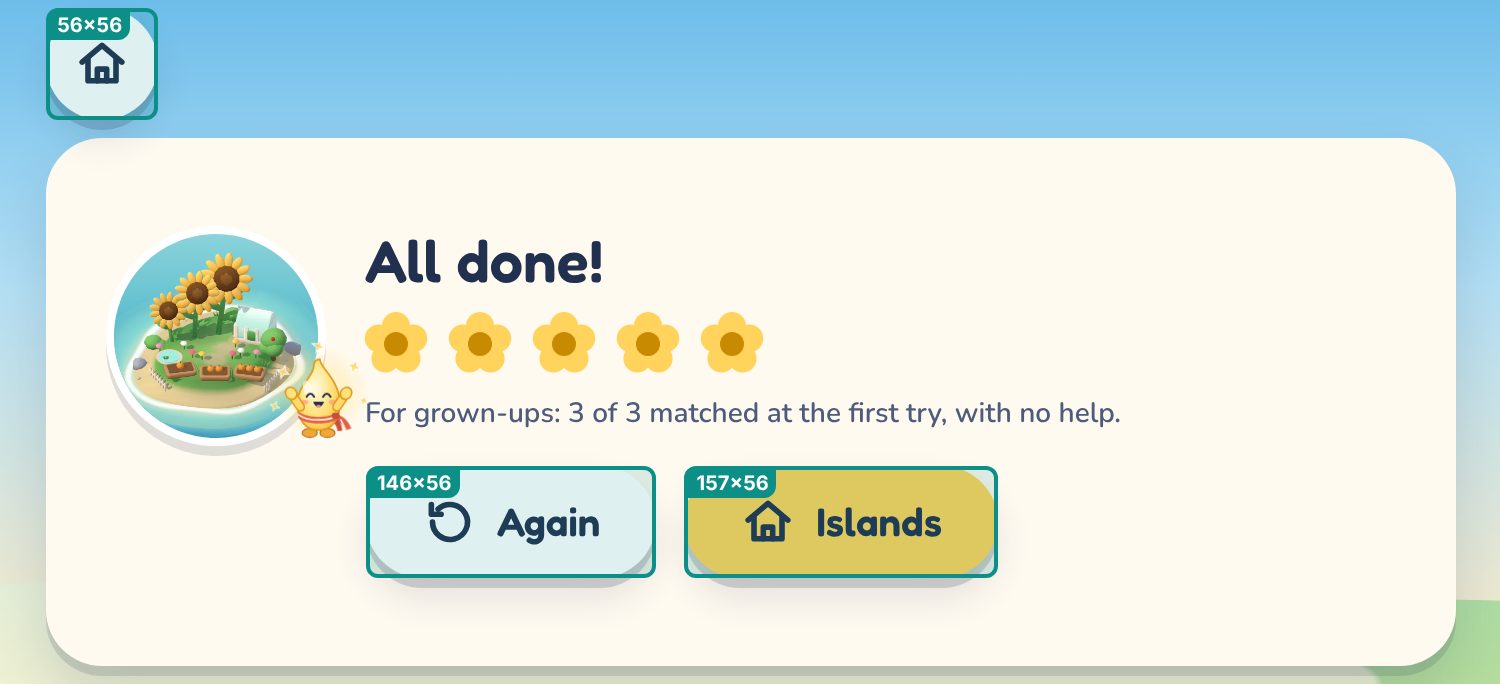 56×56
All done!
For grown-ups: 3 of 3 matched at the first try, with no help.
146×56
Again
157×56
Islands